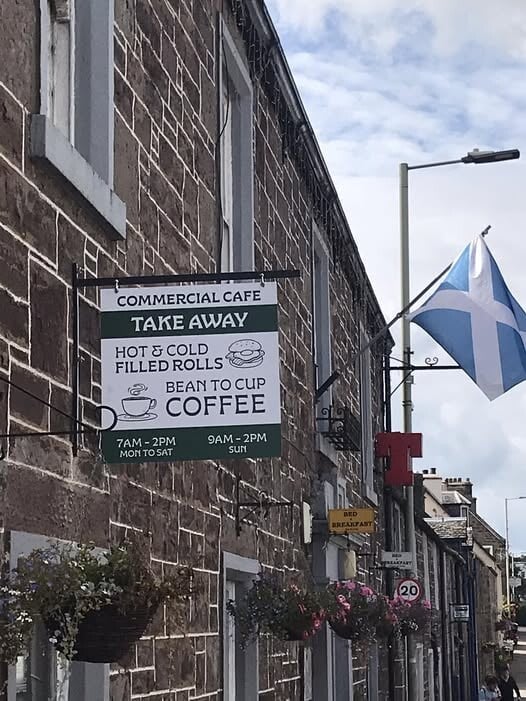 COMMERCIAL CAFE
TAKE AWAY
HOT & COLD
FILLED ROLLS
BEAN TO CUP
COFFEE
7AM - 2PM
MON TO SAT
9AM - 2PM
SUN
BED
&
BREAKFAST
BED
&
BREAKFAST
20